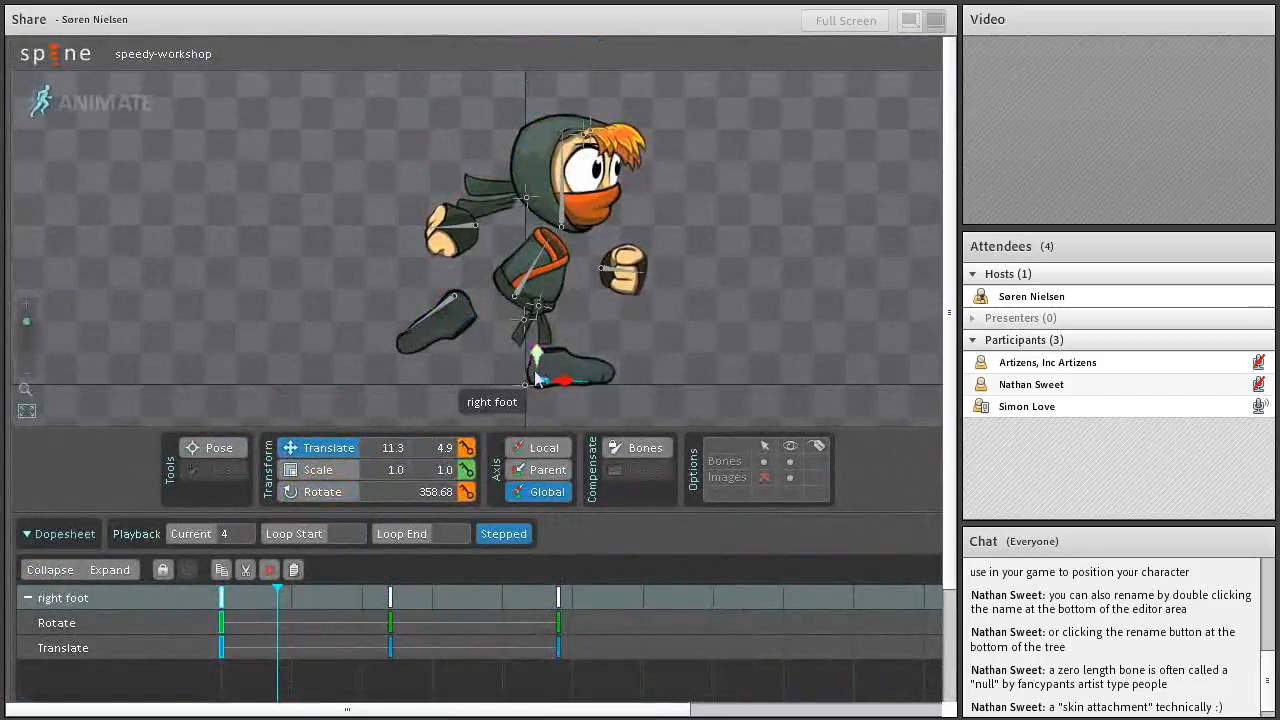 Share - Søren Nielsen
Full Screen
spine speedy-workshop
ANIMATE
right foot
Tools
Pose
Transform
Translate 11.3 4.9
Scale 1.0 1.0
Rotate 358.68
Axis
Local
Parent
Global
Compensate
Bones
Options
Bones
Images
Dopesheet Playback Current 4 Loop Start Loop End Stepped
Collapse Expand
right foot
Rotate
Translate
Video
Attendees (4)
Hosts (1)
Søren Nielsen
Presenters (0)
Participants (3)
Artizens, Inc Artizens
Nathan Sweet
Simon Love
Chat (Everyone)
use in your game to position your character
Nathan Sweet: you can also rename by double clicking
the name at the bottom of the editor area
Nathan Sweet: or clicking the rename button at the
bottom of the tree
Nathan Sweet: a zero length bone is often called a
"null" by fancypants artist type people
Nathan Sweet: a "skin attachment" technically :)